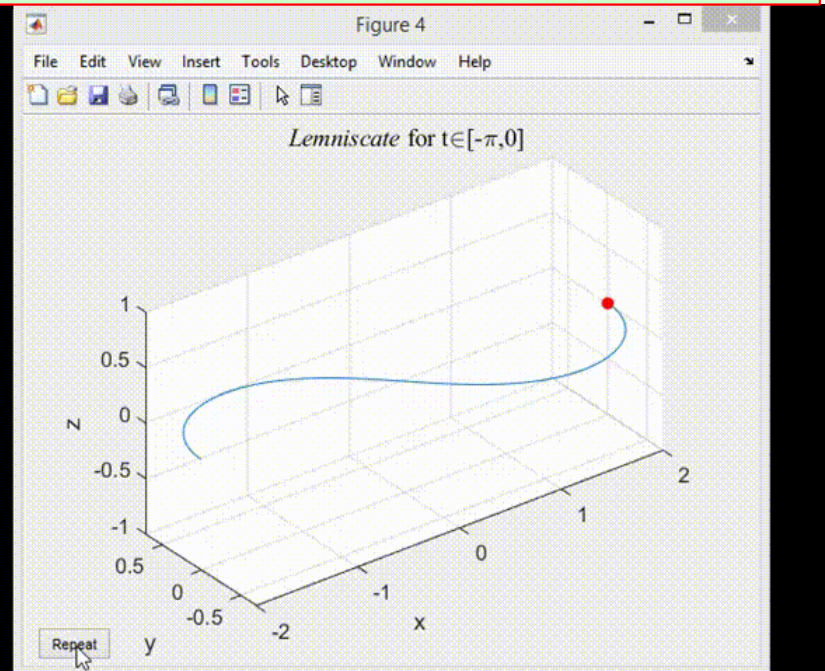 Figure 4
File Edit View Insert Tools Desktop Window Help
Lemniscate for t∈[-π,0]
1
0.5
0
-0.5
-1
z
0.5
0
-0.5
y
-2
-1
0
1
2
x
Repeat